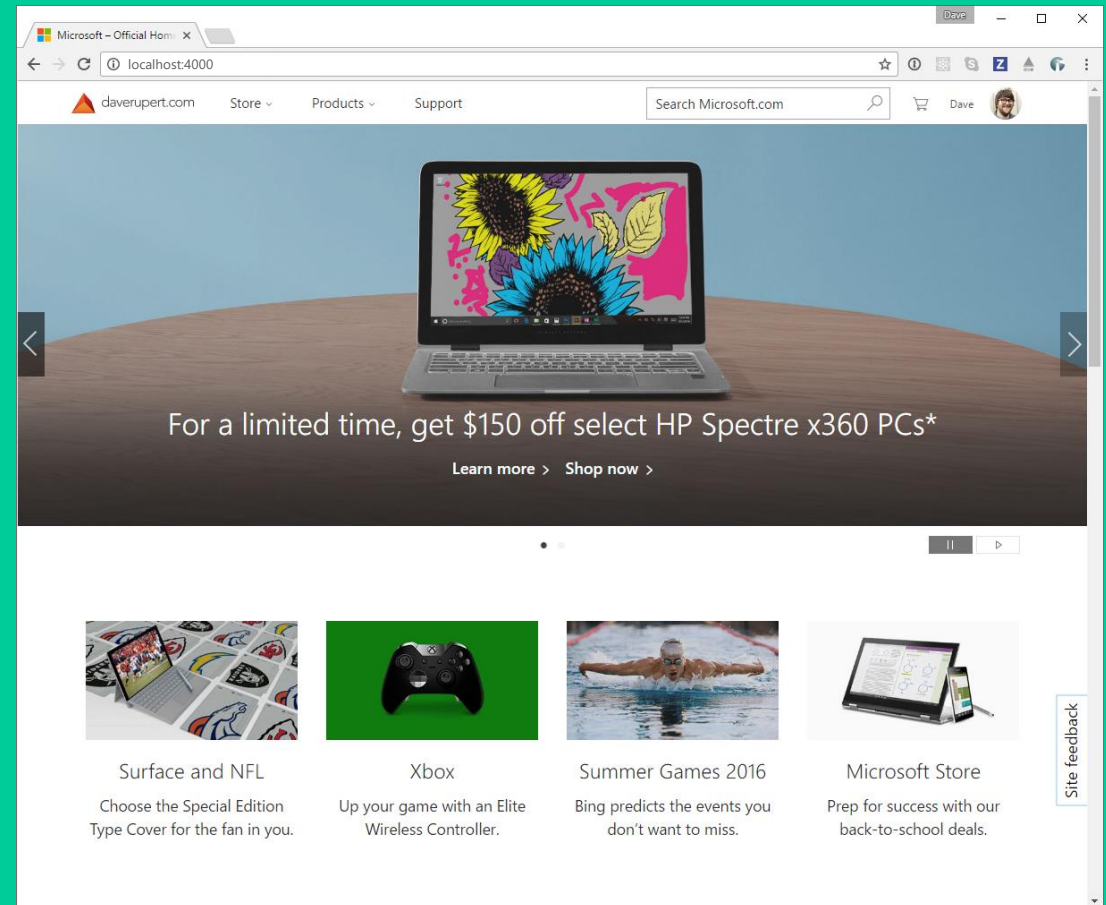 Dave
Microsoft – Official Hom
localhost:4000
daverupert.com
Store
Products
Support
Search Microsoft.com
Dave
For a limited time, get $150 off select HP Spectre x360 PCs*
Learn more >
Shop now >
Surface and NFL
Choose the Special Edition
Type Cover for the fan in you.
Xbox
Up your game with an Elite
Wireless Controller.
Summer Games 2016
Bing predicts the events you
don’t want to miss.
Microsoft Store
Prep for success with our
back-to-school deals.
Site feedback